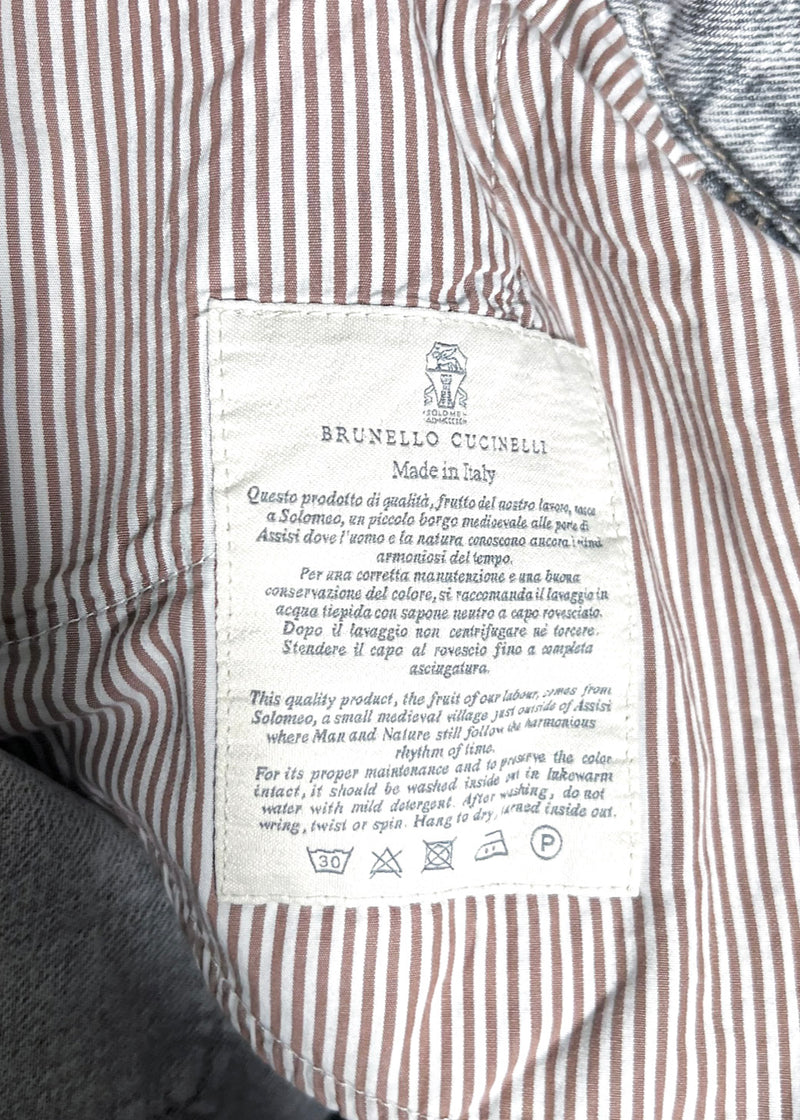 SOLOMEO
BRUNELLO CUCINELLI
Made in Italy
Questo prodotto di qualità, frutto del nostro lavoro, nasce
a Solomeo, un piccolo borgo medioevale alle porte di
Assisi dove l'uomo e la natura conoscono ancora i ritmi
armoniosi del tempo.
Per una corretta manutenzione e una buona
conservazione del colore, si raccomanda il lavaggio in
acqua tiepida con sapone neutro a capo rovesciato.
Dopo il lavaggio non centrifugare nè torcere.
Stendere il capo al rovescio fino a completa
asciugatura.
This quality product, the fruit of our labour, comes from
Solomeo, a small medieval village just outside of Assisi
where Man and Nature still follow the harmonious
rhythm of time.
For its proper maintenance and to preserve the color
intact, it should be washed inside out in lukewarm
water with mild detergent. After washing, do not
wring, twist or spin. Hang to dry, turned inside out.
30 P